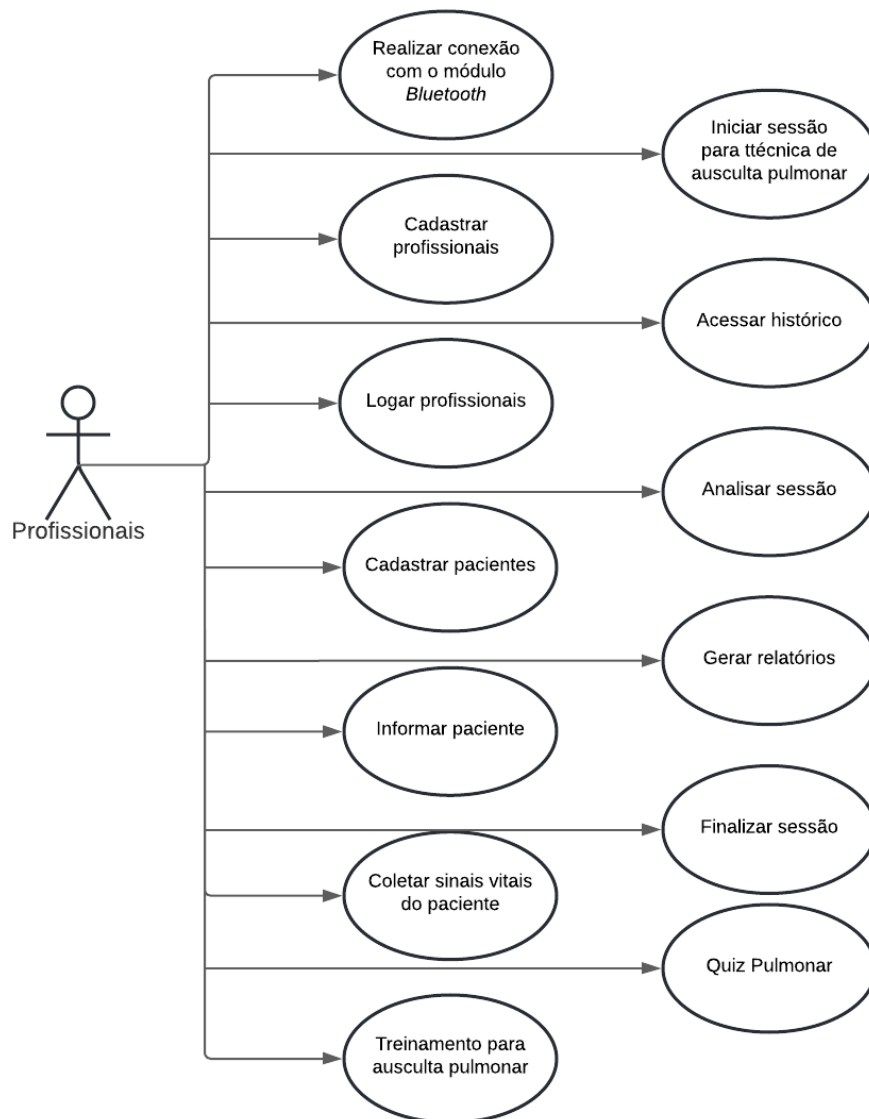 Realizar conexão
com o módulo
Bluetooth
Iniciar sessão
para ttécnica de
ausculta pulmonar
Cadastrar
profissionais
Acessar histórico
Logar profissionais
Analisar sessão
Profissionais
Cadastrar pacientes
Gerar relatórios
Informar paciente
Finalizar sessão
Coletar sinais vitais
do paciente
Quiz Pulmonar
Treinamento para
ausculta pulmonar